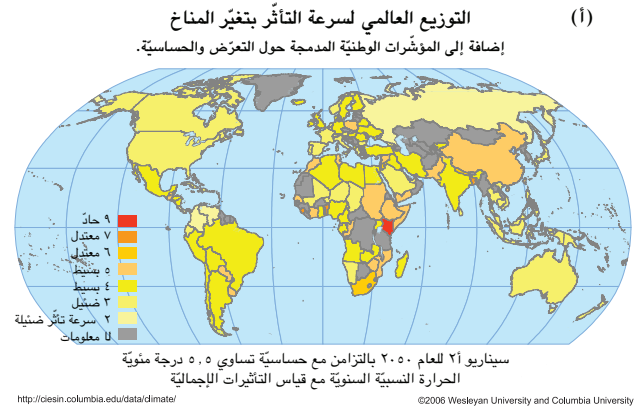 (أ)
التوزيع العالمي لسرعة التأثّر بتغيّر المناخ
إضافة إلى المؤشّرات الوطنيّة المدمجة حول التعرّض والحساسيّة.
٩ حادّ
٧ معتدل
٦ معتدل
٥ بسيط
٤ بسيط
٣ ضئيل
٢ سرعة تأثّر ضئيلة
لا معلومات
سيناريو أ٢ للعام ٢٠٥٠ بالتزامن مع حساسيّة تساوي ٥,٥ درجة مئويّة
الحرارة النسبيّة السنويّة مع قياس التأثيرات الإجماليّة
http://ciesin.columbia.edu/data/climate/
©2006 Wesleyan University and Columbia University